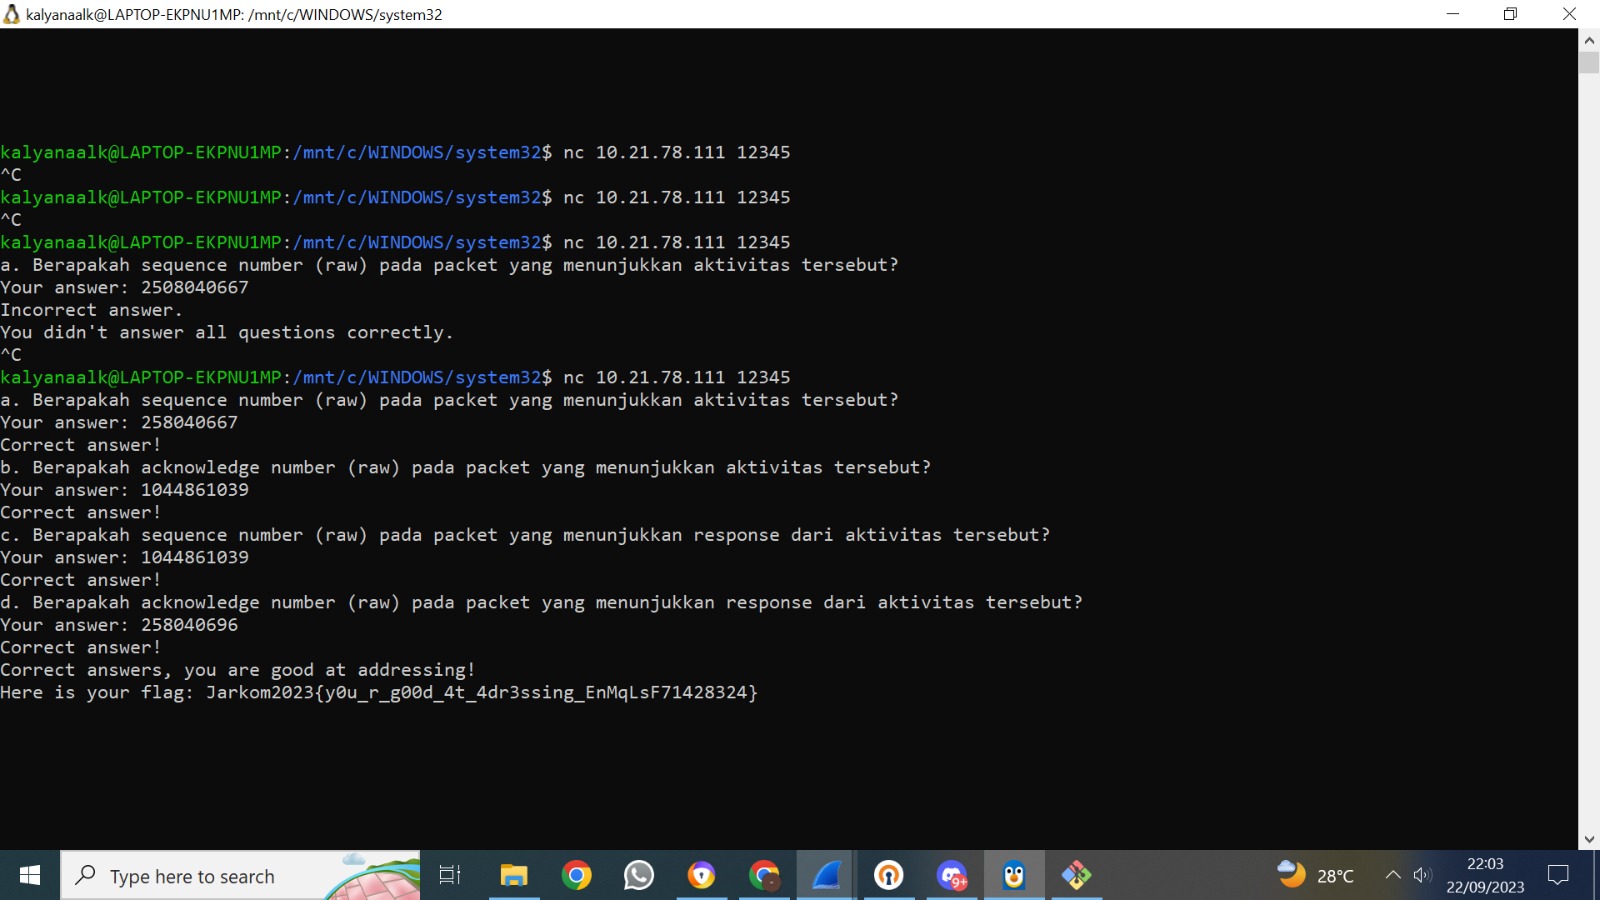 kalyanaalk@LAPTOP-EKPNU1MP: /mnt/c/WINDOWS/system32
kalyanaalk@LAPTOP-EKPNU1MP:/mnt/c/WINDOWS/system32$ nc 10.21.78.111 12345
^C
kalyanaalk@LAPTOP-EKPNU1MP:/mnt/c/WINDOWS/system32$ nc 10.21.78.111 12345
^C
kalyanaalk@LAPTOP-EKPNU1MP:/mnt/c/WINDOWS/system32$ nc 10.21.78.111 12345
a. Berapakah sequence number (raw) pada packet yang menunjukkan aktivitas tersebut?
Your answer: 2508040667
Incorrect answer.
You didn't answer all questions correctly.
^C
kalyanaalk@LAPTOP-EKPNU1MP:/mnt/c/WINDOWS/system32$ nc 10.21.78.111 12345
a. Berapakah sequence number (raw) pada packet yang menunjukkan aktivitas tersebut?
Your answer: 258040667
Correct answer!
b. Berapakah acknowledge number (raw) pada packet yang menunjukkan aktivitas tersebut?
Your answer: 1044861039
Correct answer!
c. Berapakah sequence number (raw) pada packet yang menunjukkan response dari aktivitas tersebut?
Your answer: 1044861039
Correct answer!
d. Berapakah acknowledge number (raw) pada packet yang menunjukkan response dari aktivitas tersebut?
Your answer: 258040696
Correct answer!
Correct answers, you are good at addressing!
Here is your flag: Jarkom2023{y0u_r_g00d_4t_4dr3ssing_EnMqLsF71428324}
Type here to search
9+
28°C
22:03
22/09/2023